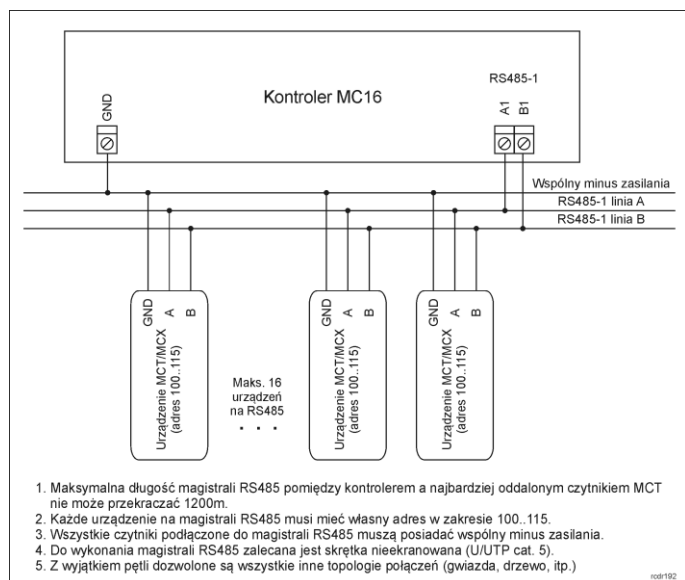 Kontroler MC16
RS485-1
GND
A1
B1
Wspólny minus zasilania
RS485-1 linia A
RS485-1 linia B
GND
A
B
Urządzenie MCT/MCX
(adres 100..115)
Maks. 16
urządzeń
na RS485
. . .
GND
A
B
Urządzenie MCT/MCX
(adres 100..115)
GND
A
B
Urządzenie MCT/MCX
(adres 100..115)
1. Maksymalna długość magistrali RS485 pomiędzy kontrolerem a najbardziej oddalonym czytnikiem MCT
nie może przekraczać 1200m.
2. Każde urządzenie na magistrali RS485 musi mieć własny adres w zakresie 100..115.
3. Wszystkie czytniki podłączone do magistrali RS485 muszą posiadać wspólny minus zasilania.
4. Do wykonania magistrali RS485 zalecana jest skrętka nieekranowana (U/UTP cat. 5).
5. Z wyjątkiem pętli dozwolone są wszystkie inne topologie połączeń (gwiazda, drzewo, itp.)
rcdr192